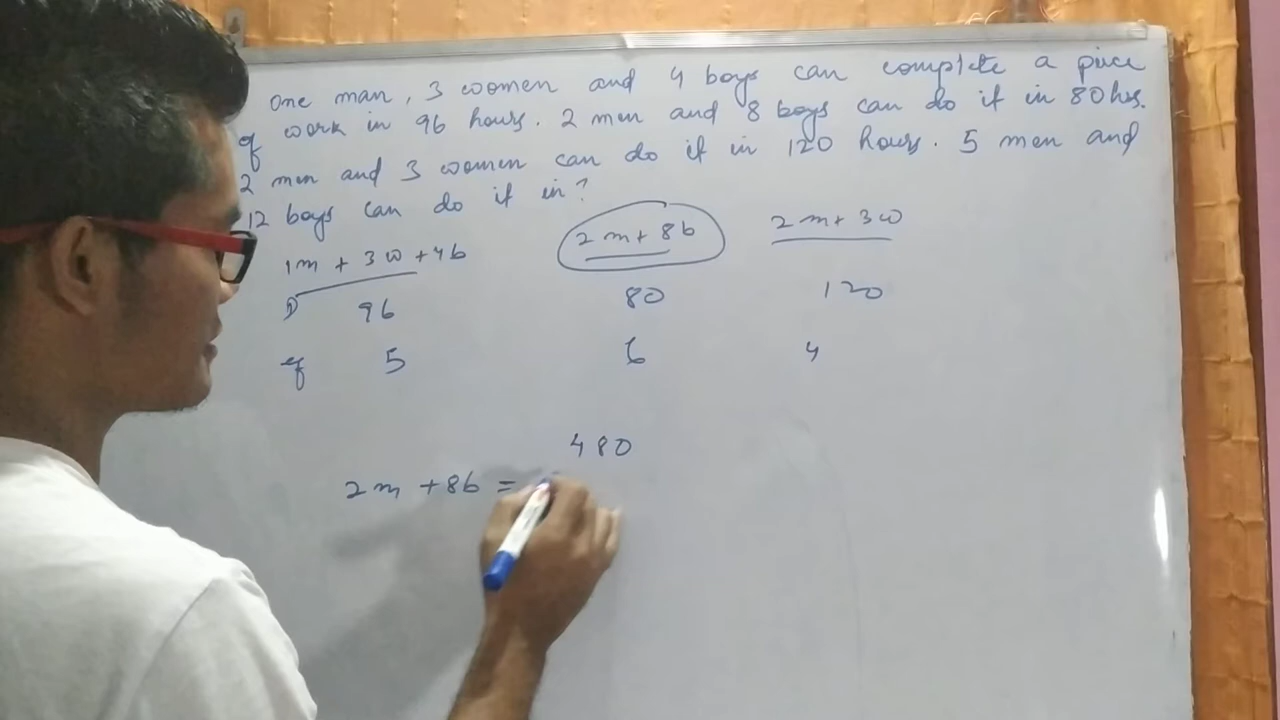 One man, 3 women and 4 boys can complete a piece
of work in 96 hours. 2 men and 8 boys can do it in 80 hrs.
2 men and 3 women can do it in 120 hours. 5 men and
12 boys can do it in?
1m + 3w + 4b 2m + 8b 2m + 3w
D 96 80 120
ef 5 6 4
480
2m + 8b =